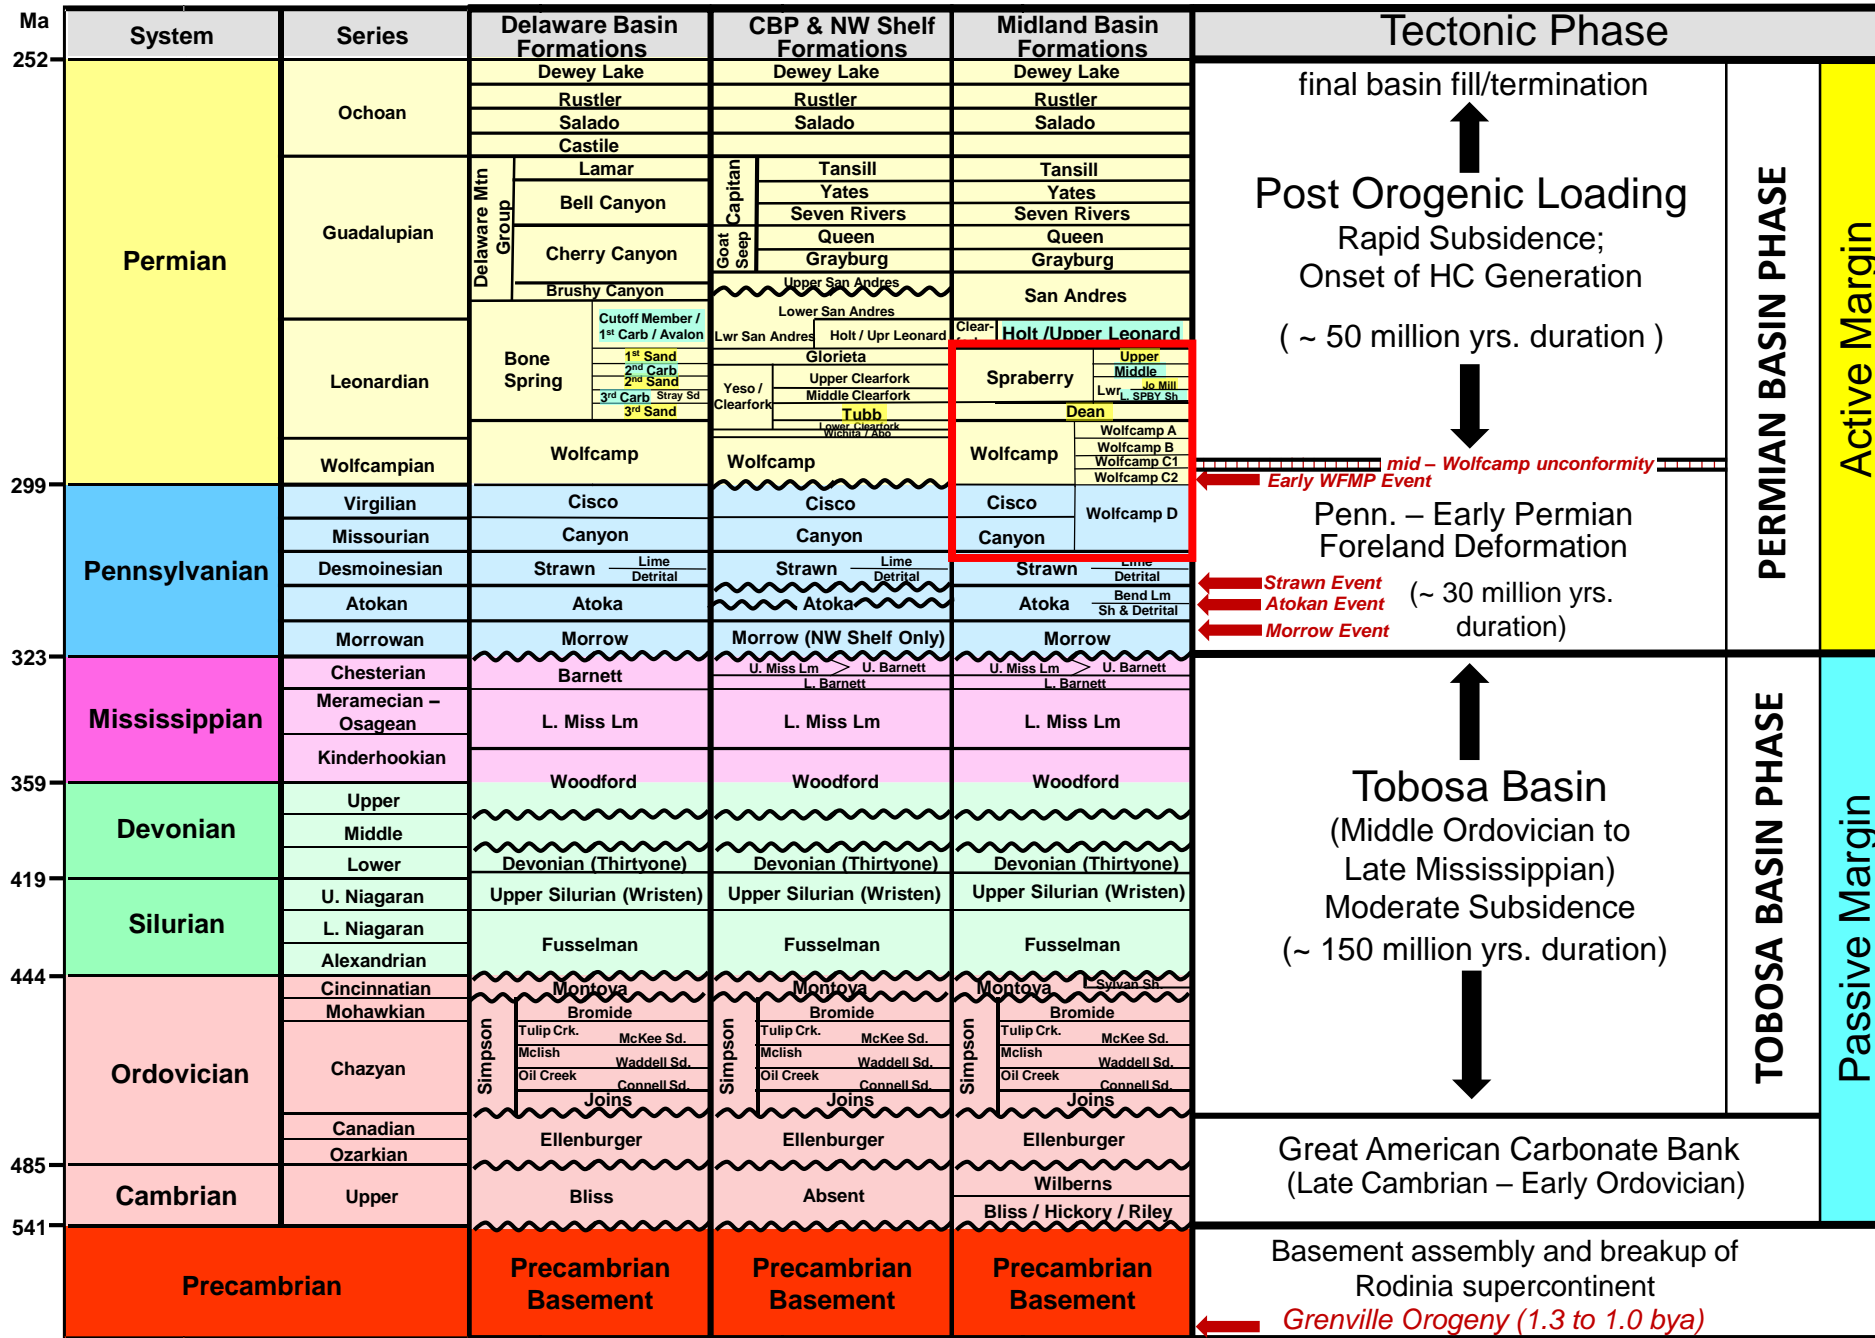 Ma
System
Series
Delaware Basin
Formations
CBP & NW Shelf
Formations
Midland Basin
Formations
Tectonic Phase
252
299
323
359
419
444
485
541
Permian
Pennsylvanian
Mississippian
Devonian
Silurian
Ordovician
Cambrian
Precambrian
Ochoan
Guadalupian
Leonardian
Wolfcampian
Virgilian
Missourian
Desmoinesian
Atokan
Morrowan
Chesterian
Meramecian –
Osagean
Kinderhookian
Upper
Middle
Lower
U. Niagaran
L. Niagaran
Alexandrian
Cincinnatian
Mohawkian
Chazyan
Canadian
Ozarkian
Upper
Dewey Lake
Rustler
Salado
Castile
Delaware Mtn
Group
Lamar
Bell Canyon
Cherry Canyon
Brushy Canyon
Bone
Spring
Cutoff Member /
1st Carb / Avalon
1st Sand
2nd Carb
2nd Sand
3rd Carb Stray Sd
3rd Sand
Wolfcamp
Cisco
Canyon
Strawn
Lime
Detrital
Atoka
Morrow
Barnett
L. Miss Lm
Woodford
Devonian (Thirtyone)
Upper Silurian (Wristen)
Fusselman
Montoya
Simpson
Bromide
Tulip Crk.
McKee Sd.
Mclish
Waddell Sd.
Oil Creek
Connell Sd.
Joins
Ellenburger
Bliss
Precambrian
Basement
Dewey Lake
Rustler
Salado
Capitan
Tansill
Yates
Seven Rivers
Goat
Seep
Queen
Grayburg
Upper San Andres
Lower San Andres
Lwr San Andres
Holt / Upr Leonard
Glorieta
Yeso /
Clearfork
Upper Clearfork
Middle Clearfork
Tubb
Lower Clearfork
Wichita / Abo
Wolfcamp
Cisco
Canyon
Strawn
Lime
Detrital
Atoka
Morrow (NW Shelf Only)
U. Miss Lm
U. Barnett
L. Barnett
L. Miss Lm
Woodford
Devonian (Thirtyone)
Upper Silurian (Wristen)
Fusselman
Montoya
Simpson
Bromide
Tulip Crk.
McKee Sd.
Mclish
Waddell Sd.
Oil Creek
Connell Sd.
Joins
Ellenburger
Absent
Precambrian
Basement
Dewey Lake
Rustler
Salado
Tansill
Yates
Seven Rivers
Queen
Grayburg
San Andres
Clear-
Holt /Upper Leonard
Spraberry
Upper
Middle
Lwr
Jo Mill
L. SPBY Sh
Dean
Wolfcamp
Wolfcamp A
Wolfcamp B
Wolfcamp C1
Wolfcamp C2
Cisco
Canyon
Wolfcamp D
Strawn
Lime
Detrital
Atoka
Bend Lm
Sh & Detrital
Morrow
U. Miss Lm
U. Barnett
L. Barnett
L. Miss Lm
Woodford
Devonian (Thirtyone)
Upper Silurian (Wristen)
Fusselman
Montoya
Sylvan Sh.
Simpson
Bromide
Tulip Crk.
McKee Sd.
Mclish
Waddell Sd.
Oil Creek
Connell Sd.
Joins
Ellenburger
Wilberns
Bliss / Hickory / Riley
Precambrian
Basement
final basin fill/termination
Post Orogenic Loading
Rapid Subsidence;
Onset of HC Generation
( ~ 50 million yrs. duration )
mid – Wolfcamp unconformity
Early WFMP Event
Penn. – Early Permian
Foreland Deformation
(~ 30 million yrs.
duration)
Strawn Event
Atokan Event
Morrow Event
Tobosa Basin
(Middle Ordovician to
Late Mississippian)
Moderate Subsidence
(~ 150 million yrs. duration)
Great American Carbonate Bank
(Late Cambrian – Early Ordovician)
Basement assembly and breakup of
Rodinia supercontinent
Grenville Orogeny (1.3 to 1.0 bya)
PERMIAN BASIN PHASE
TOBOSA BASIN PHASE
Active Margin
Passive Margin